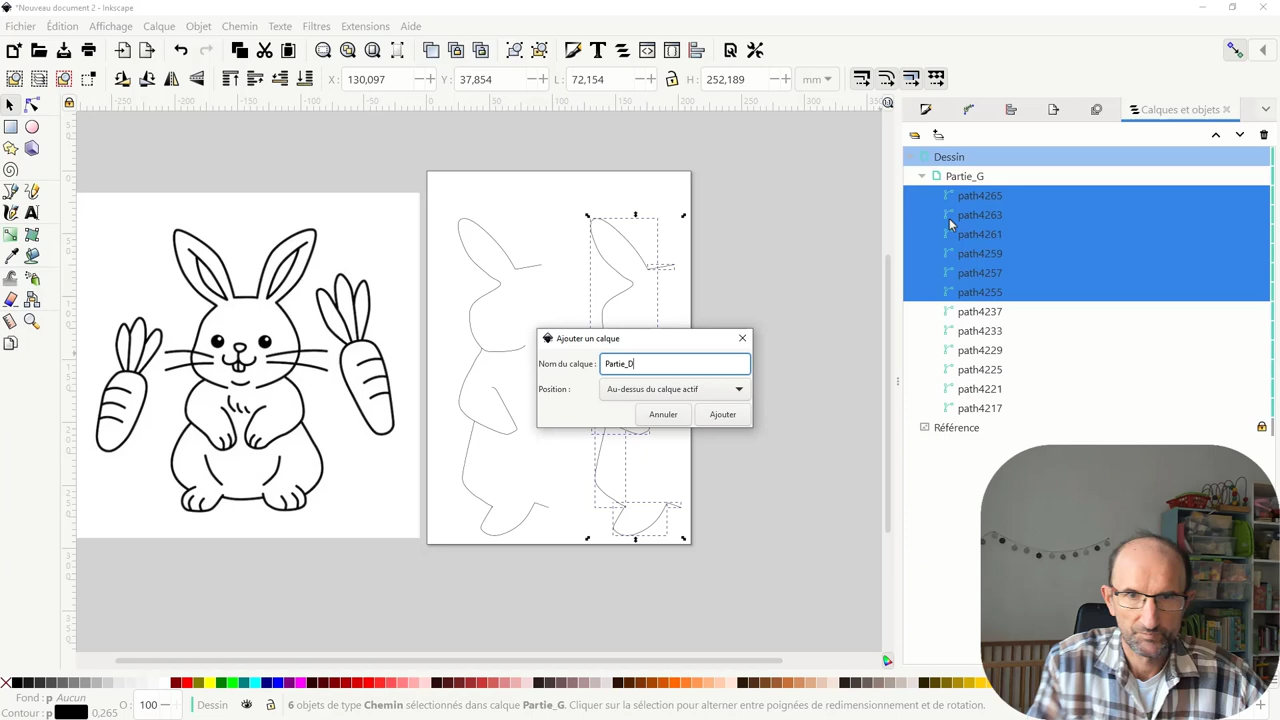 *Nouveau document 2 - Inkscape
Fichier Édition Affichage Calque Objet Chemin Texte Filtres Extensions Aide
X : 130,097 Y : 37,854 L : 72,154 H : 252,189 mm
Calques et objets
Dessin
Partie_G
path4265
path4263
path4261
path4259
path4257
path4255
path4237
path4233
path4229
path4225
path4221
path4217
Référence
Ajouter un calque
Nom du calque : Partie_D
Position : Au-dessus du calque actif
Annuler Ajouter
Fond : p Aucun
Contour : p 0,265
O : 100
Dessin
6 objets de type Chemin sélectionnés dans calque Partie_G. Cliquer sur la sélection pour alterner entre poignées de redimensionnement et de rotation.